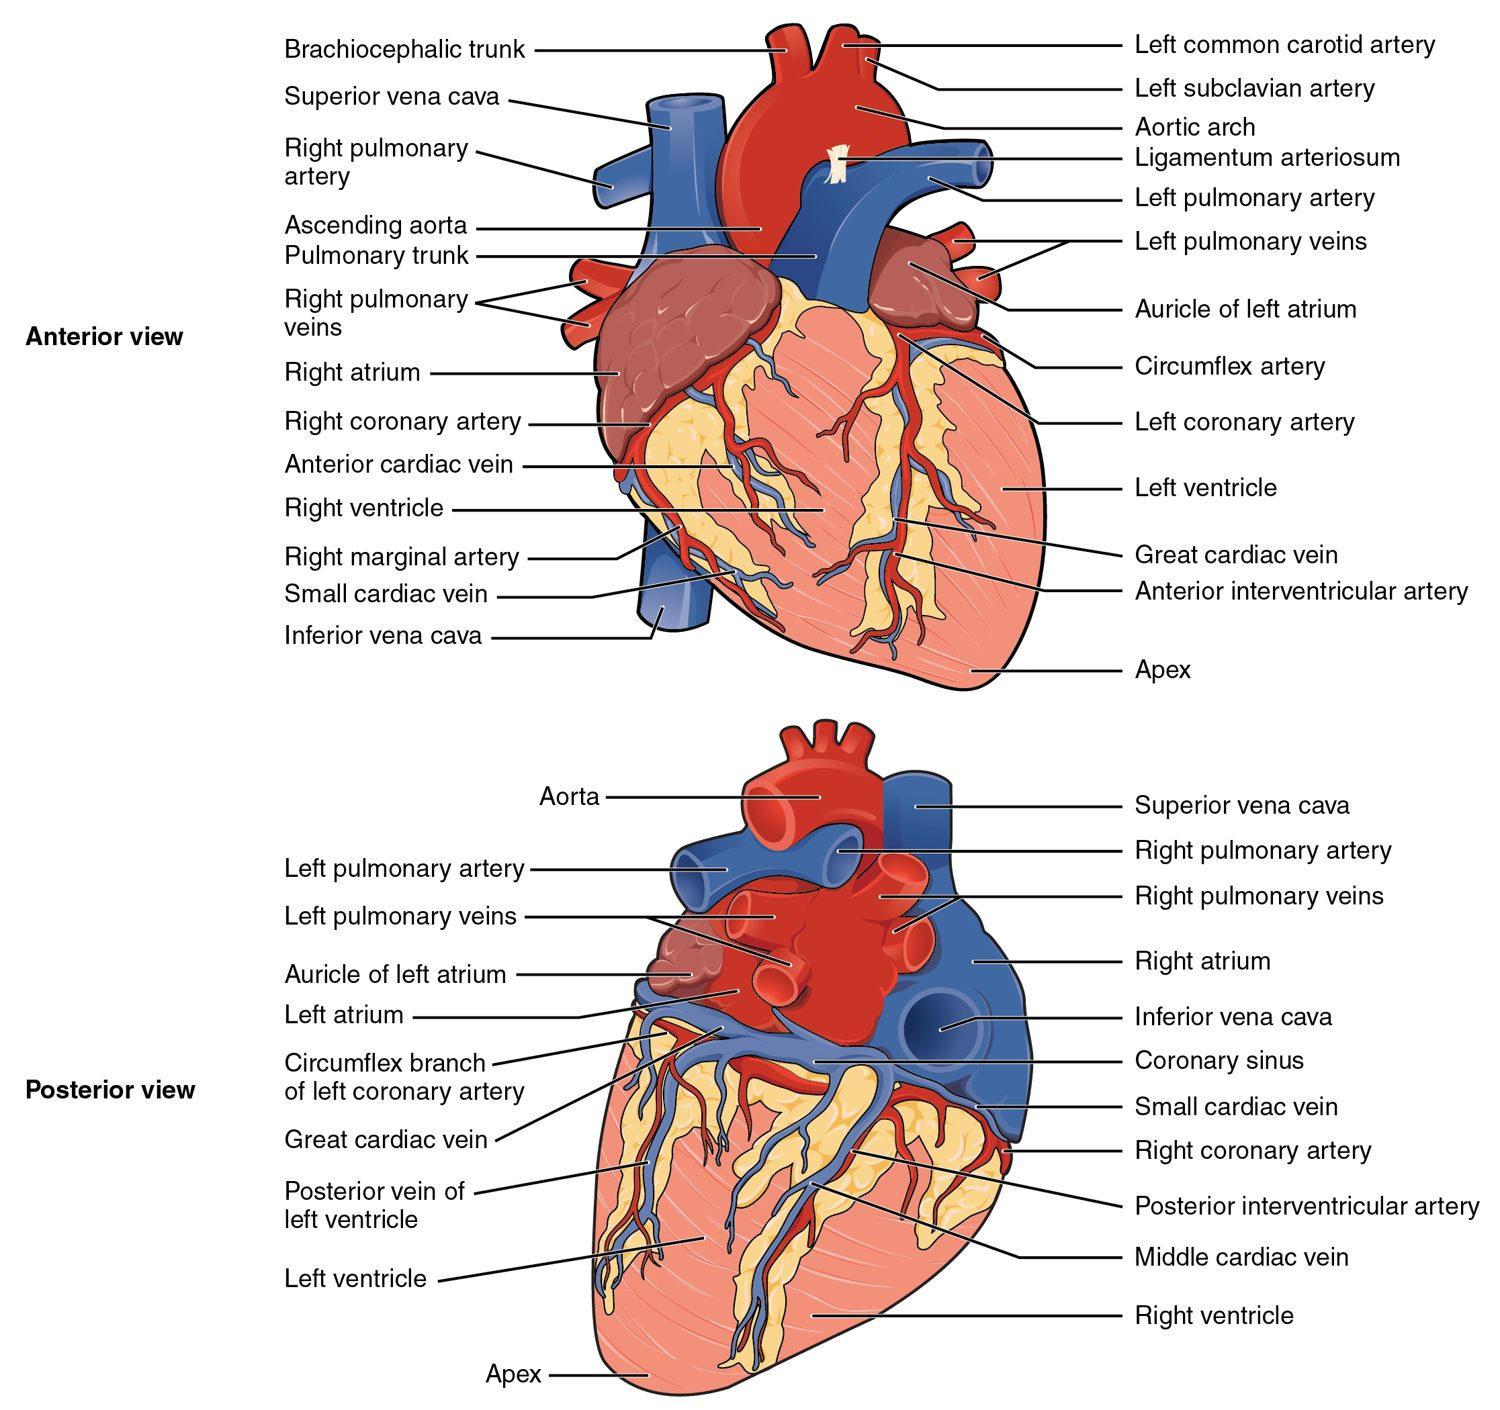 Brachiocephalic trunk
Superior vena cava
Right pulmonary
artery
Ascending aorta
Pulmonary trunk
Right pulmonary
veins
Anterior view
Right atrium
Right coronary artery
Anterior cardiac vein
Right ventricle
Right marginal artery
Small cardiac vein
Inferior vena cava
Left common carotid artery
Left subclavian artery
Aortic arch
Ligamentum arteriosum
Left pulmonary artery
Left pulmonary veins
Auricle of left atrium
Circumflex artery
Left coronary artery
Left ventricle
Great cardiac vein
Anterior interventricular artery
Apex
Aorta
Left pulmonary artery
Left pulmonary veins
Auricle of left atrium
Left atrium
Circumflex branch
of left coronary artery
Posterior view
Great cardiac vein
Posterior vein of
left ventricle
Left ventricle
Apex
Superior vena cava
Right pulmonary artery
Right pulmonary veins
Right atrium
Inferior vena cava
Coronary sinus
Small cardiac vein
Right coronary artery
Posterior interventricular artery
Middle cardiac vein
Right ventricle